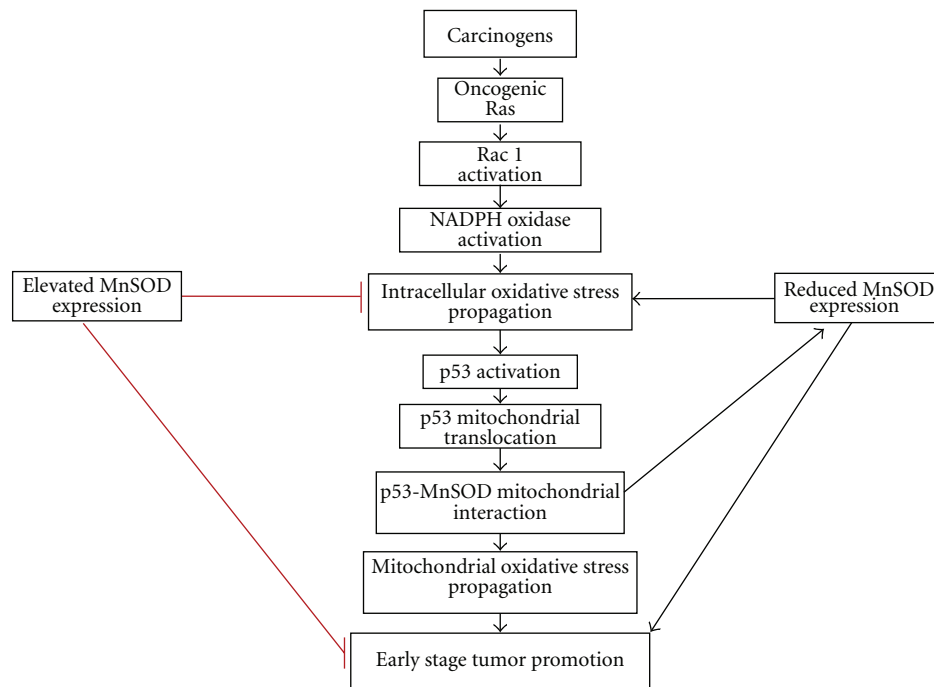 Carcinogens
Oncogenic
Ras
Rac 1
activation
NADPH oxidase
activation
Elevated MnSOD
expression
Intracellular oxidative stress
propagation
Reduced MnSOD
expression
p53 activation
p53 mitochondrial
translocation
p53-MnSOD mitochondrial
interaction
Mitochondrial oxidative stress
propagation
Early stage tumor promotion